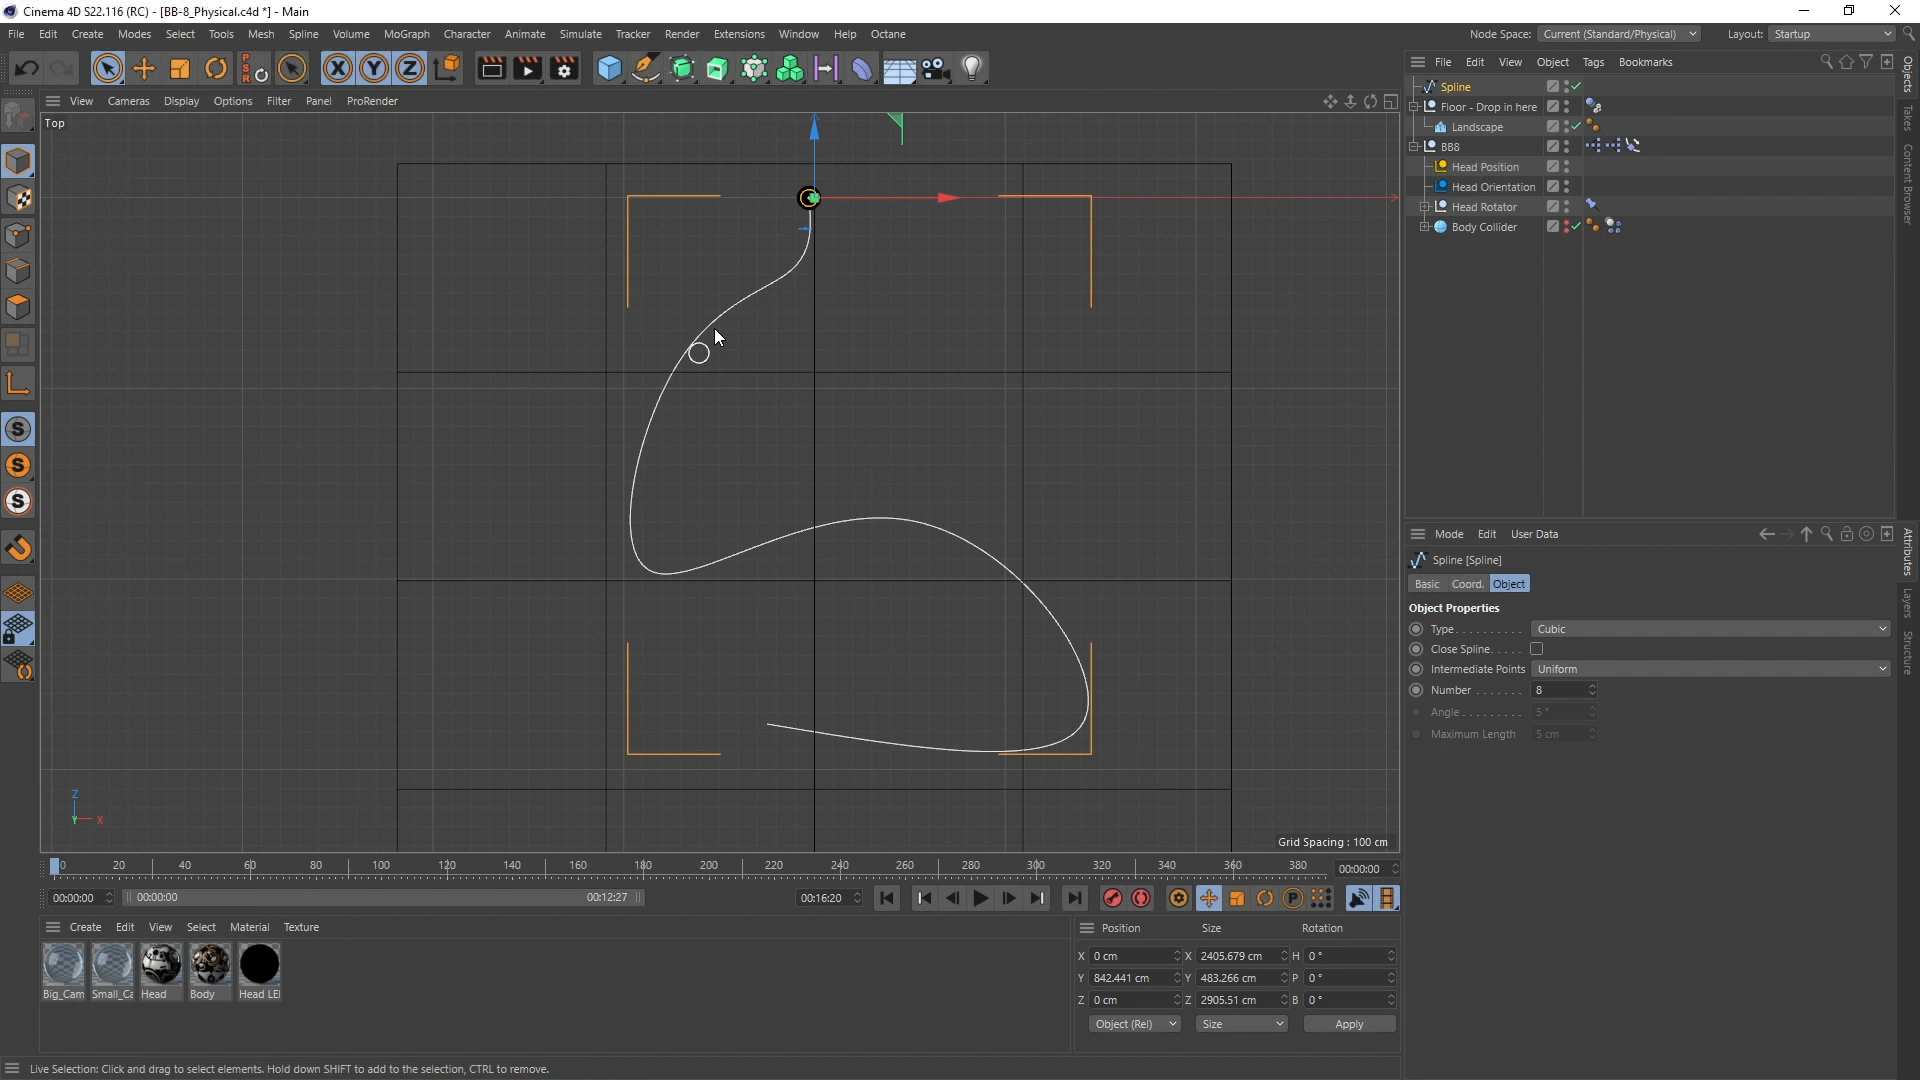 Cinema 4D S22.116 (RC) - [BB-8_Physical.c4d *] - Main
File Edit Create Modes Select Tools Mesh Spline Volume MoGraph Character Animate Simulate Tracker Render Extensions Window Help Octane
Node Space: Current (Standard/Physical) Layout: Startup
PSR X Y Z
View Cameras Display Options Filter Panel ProRender
Top
Grid Spacing : 100 cm
Z
Y X
S
S
S
File Edit View Object Tags Bookmarks
Spline
Floor - Drop in here
Landscape
BB8
Head Position
Head Orientation
Head Rotator
Body Collider
Objects
Takes
Content Browser
Mode Edit User Data
Spline [Spline]
Basic Coord. Object
Object Properties
Type. . . . . . . . . . Cubic
Close Spline. . . . .
Intermediate Points Uniform
Number . . . . . . . 8
Angle. . . . . . . . . 5 °
Maximum Length 5 cm
Attributes
Layers
Structure
0 20 40 60 80 100 120 140 160 180 200 220 240 260 280 300 320 340 360 380 00:00:00
00:00:00 00:00:00 00:12:27 00:16:20 P
Create Edit View Select Material Texture
Big_Cam Small_Ca Head Body Head LEI
Position Size Rotation
X 0 cm X 2405.679 cm H 0 °
Y 842.441 cm Y 483.266 cm P 0 °
Z 0 cm Z 2905.51 cm B 0 °
Object (Rel) Size Apply
Live Selection: Click and drag to select elements. Hold down SHIFT to add to the selection, CTRL to remove.